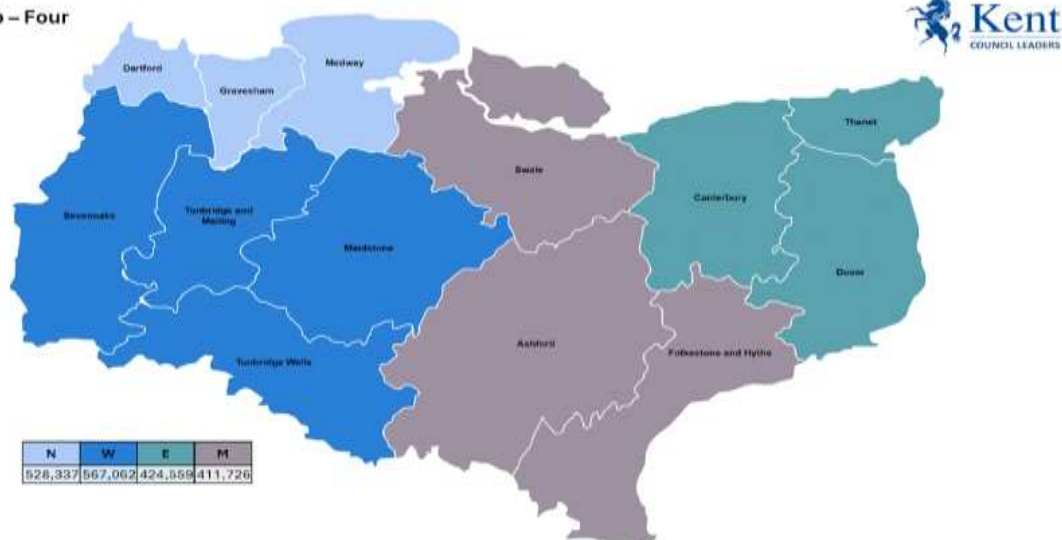 – Four
Kent
COUNCIL LEADERS
Dartford
Gravesham
Medway
Thanet
Swale
Canterbury
Sevenoaks
Tonbridge and
Malling
Maidstone
Dover
Ashford
Folkestone and Hythe
Tunbridge Wells
N W E M
528,337 567,062 424,559 411,726